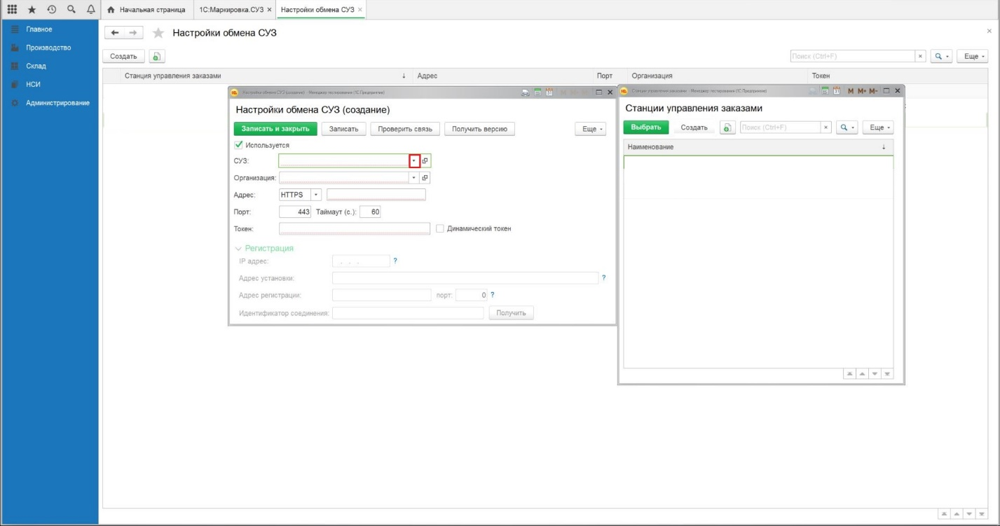 Начальная страница 1С:Маркировка.СУЗ × Настройки обмена СУЗ ×
Главное
Производство
Склад
НСИ
Администрирование
Настройки обмена СУЗ
Создать Поиск (Ctrl+F) × Еще
Станция управления заказами ↓ Адрес Порт Организация Токен
Настройки обмена СУЗ (создание) - Менеджер тестирования (1С:Предприятие)
Настройки обмена СУЗ (создание)
Записать и закрыть Записать Проверить связь Получить версию Еще
Используется
СУЗ:
Организация:
Адрес: HTTPS
Порт: 443 Таймаут (с.): 60
Токен: Динамический токен
Регистрация
IP адрес: . . . ?
Адрес установки: ?
Адрес регистрации: порт: 0 ?
Идентификатор соединения: Получить
Станции управления заказами - Менеджер тестирования (1С:Предприятие) M M+ M-
Станции управления заказами
Выбрать Создать Поиск (Ctrl+F) × Еще
Наименование ↓